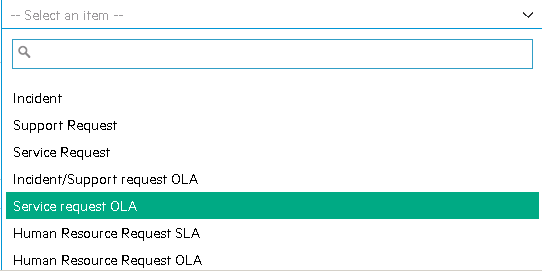 -- Select an item --
Incident
Support Request
Service Request
Incident/Support request OLA
Service request OLA
Human Resource Request SLA
Human Resource Request OLA